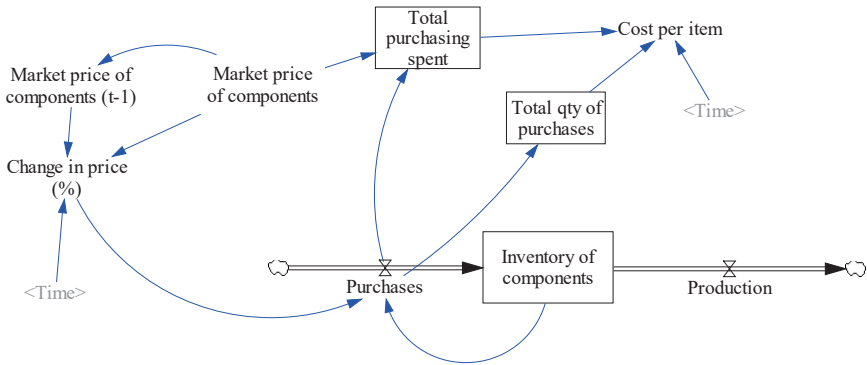 Total
purchasing
spent
Cost per item
Market price of
components (t-1)
Market price
of components
Total qty of
purchases
<Time>
Change in price
(%)
Inventory of
components
<Time>
Purchases
Production